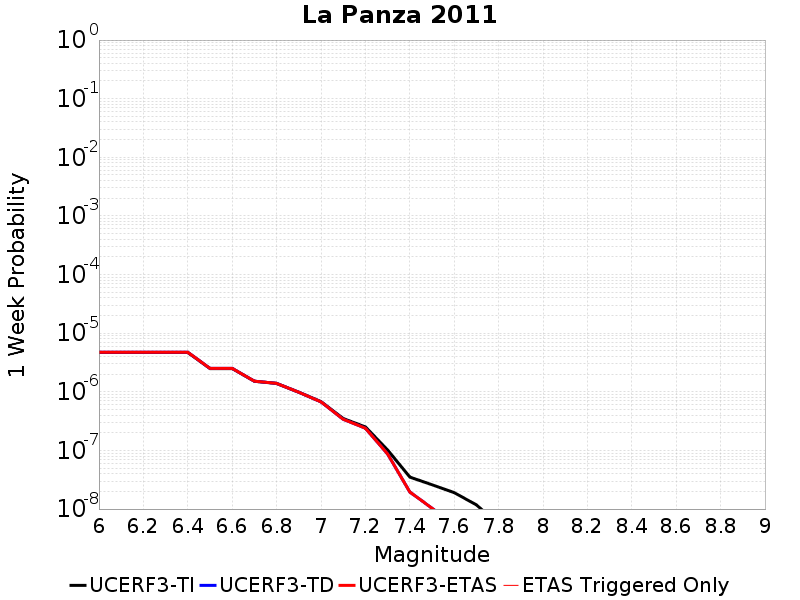 La Panza 2011
1 Week Probability
10^0
10^-1
10^-2
10^-3
10^-4
10^-5
10^-6
10^-7
10^-8
6 6.2 6.4 6.6 6.8 7 7.2 7.4 7.6 7.8 8 8.2 8.4 8.6 8.8 9
Magnitude
UCERF3-TI UCERF3-TD UCERF3-ETAS ETAS Triggered Only